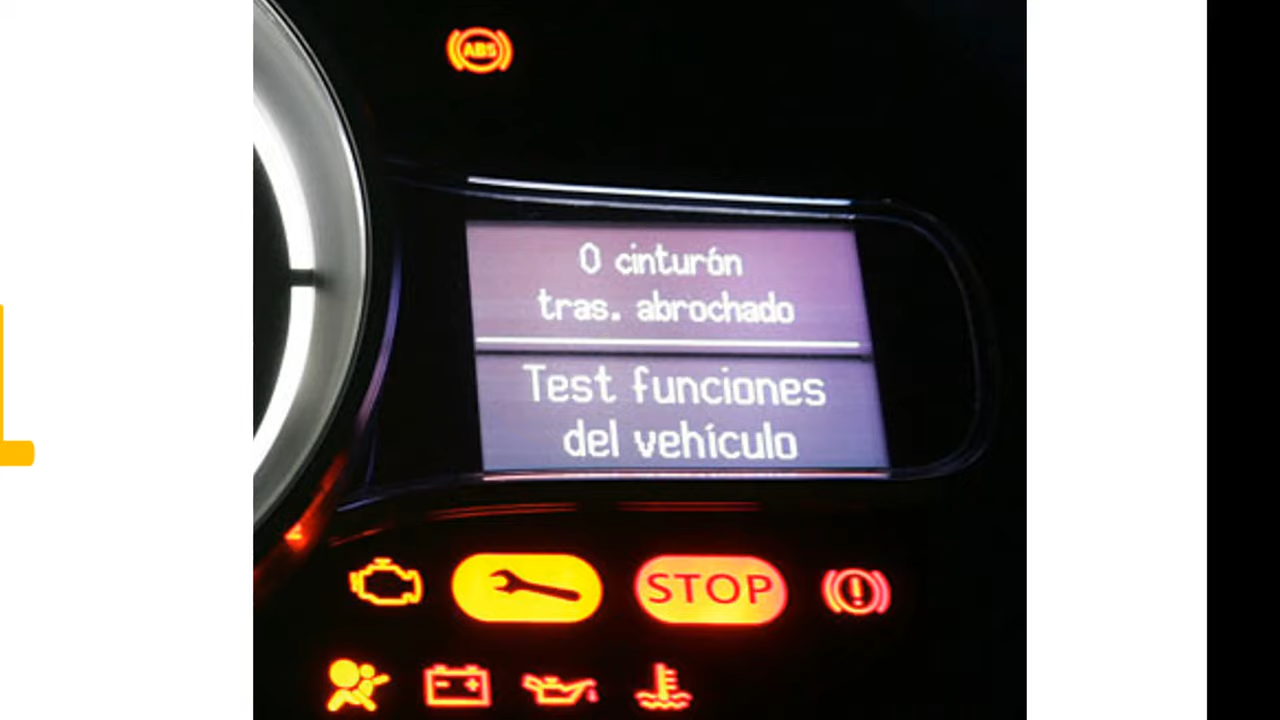 ABS
0 cinturón
tras. abrochado
Test funciones
del vehículo
STOP